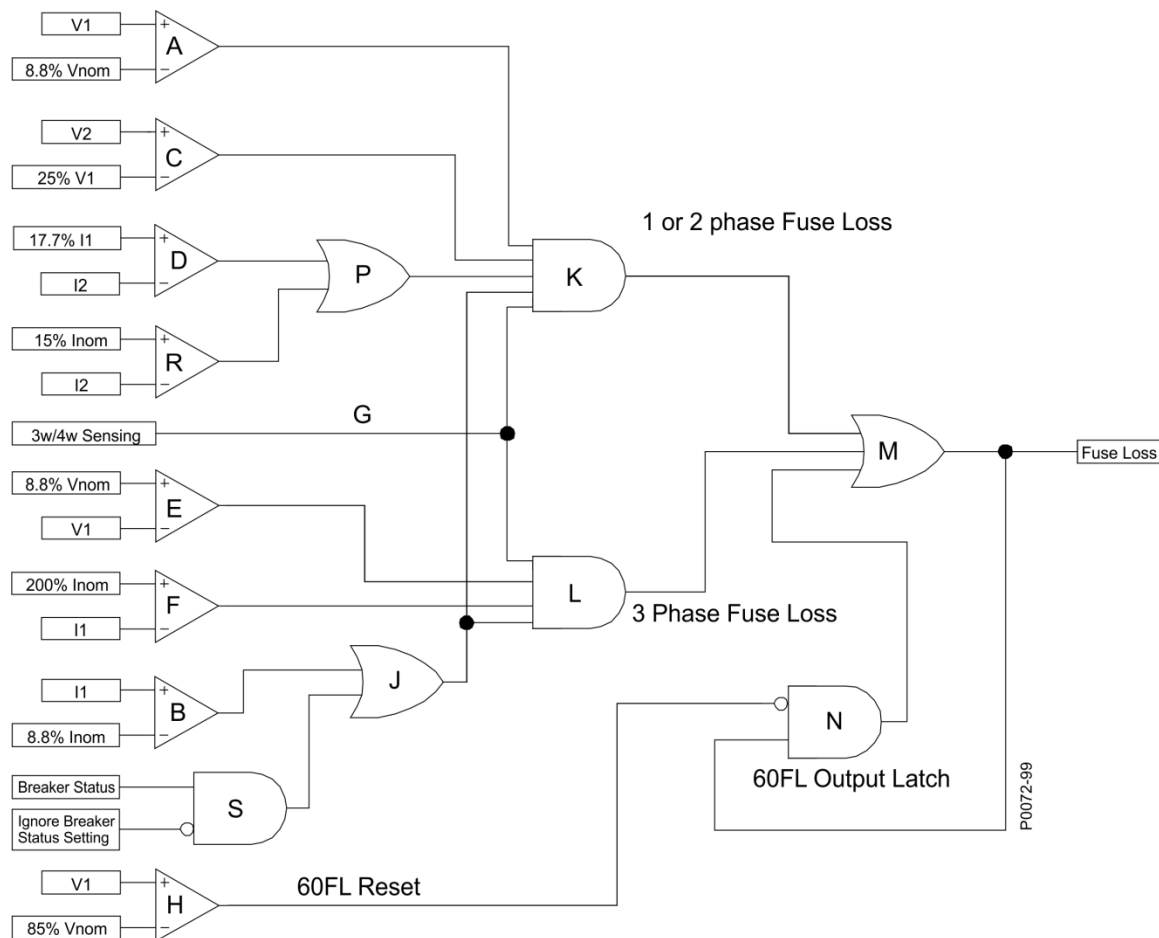 V1
+
A
8.8% Vnom
−
V2
+
C
25% V1
−
1 or 2 phase Fuse Loss
17.7% I1
+
D
I2
−
P
K
15% Inom
+
R
I2
−
G
3w/4w Sensing
M
Fuse Loss
8.8% Vnom
+
E
V1
−
200% Inom
+
F
I1
−
L
3 Phase Fuse Loss
I1
+
B
8.8% Inom
−
J
N
60FL Output Latch
Breaker Status
Ignore Breaker
Status Setting
S
P0072-99
V1
+
H
85% Vnom
−
60FL Reset